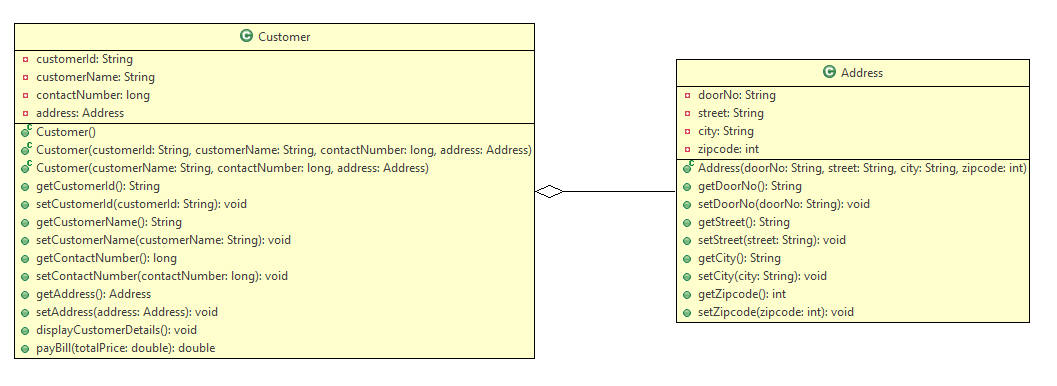 Customer
customerId: String
customerName: String
contactNumber: long
address: Address
Customer()
Customer(customerId: String, customerName: String, contactNumber: long, address: Address)
Customer(customerName: String, contactNumber: long, address: Address)
getCustomerId(): String
setCustomerId(customerId: String): void
getCustomerName(): String
setCustomerName(customerName: String): void
getContactNumber(): long
setContactNumber(contactNumber: long): void
getAddress(): Address
setAddress(address: Address): void
displayCustomerDetails(): void
payBill(totalPrice: double): double
Address
doorNo: String
street: String
city: String
zipcode: int
Address(doorNo: String, street: String, city: String, zipcode: int)
getDoorNo(): String
setDoorNo(doorNo: String): void
getStreet(): String
setStreet(street: String): void
getCity(): String
setCity(city: String): void
getZipcode(): int
setZipcode(zipcode: int): void